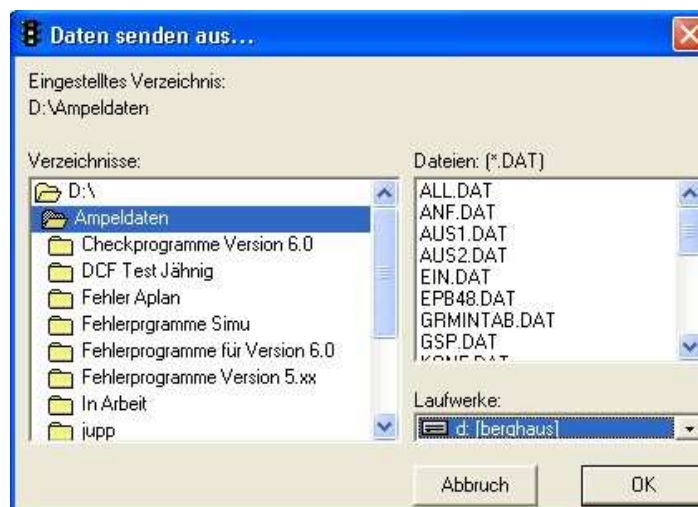 Daten senden aus...
Eingestelltes Verzeichnis:
D:\Ampeldaten
Verzeichnisse:
D:\
Ampeldaten
Checkprogramme Version 6.0
DCF Test Jähnig
Fehler Aplan
Fehlerprgramme Simu
Fehlerprogramme für Version 6.0
Fehlerprogramme Version 5.xx
In Arbeit
jupp
Dateien: (*.DAT)
ALL.DAT
ANF.DAT
AUS1.DAT
AUS2.DAT
EIN.DAT
EPB48.DAT
GRMINTAB.DAT
GSP.DAT
Laufwerke:
d: [berghaus]
Abbruch
OK